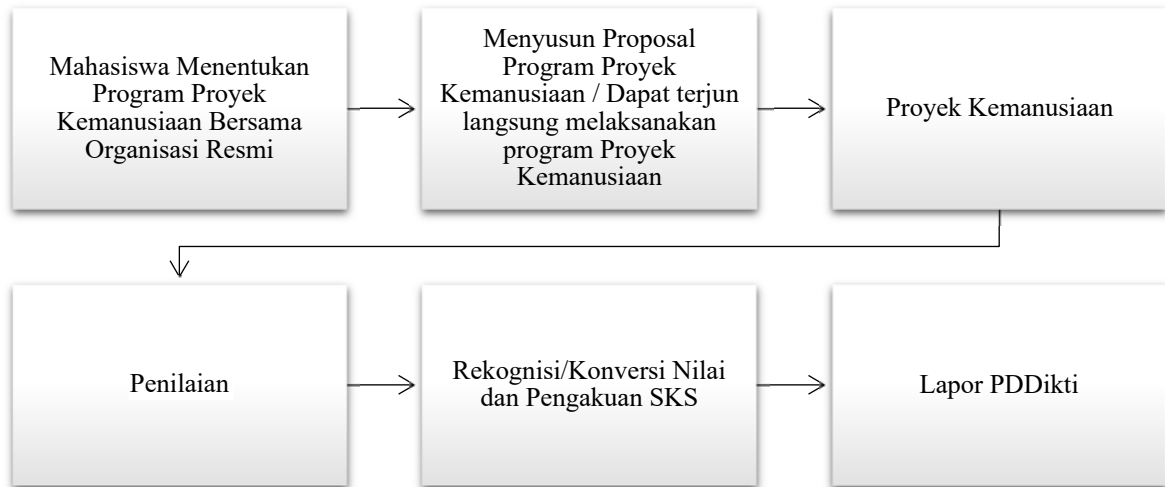 Mahasiswa Menentukan
Program Proyek
Kemanusiaan Bersama
Organisasi Resmi
Menyusun Proposal
Program Proyek
Kemanusiaan / Dapat terjun
langsung melaksanakan
program Proyek
Kemanusiaan
Proyek Kemanusiaan
Penilaian
Rekognisi/Konversi Nilai
dan Pengakuan SKS
Lapor PDDikti